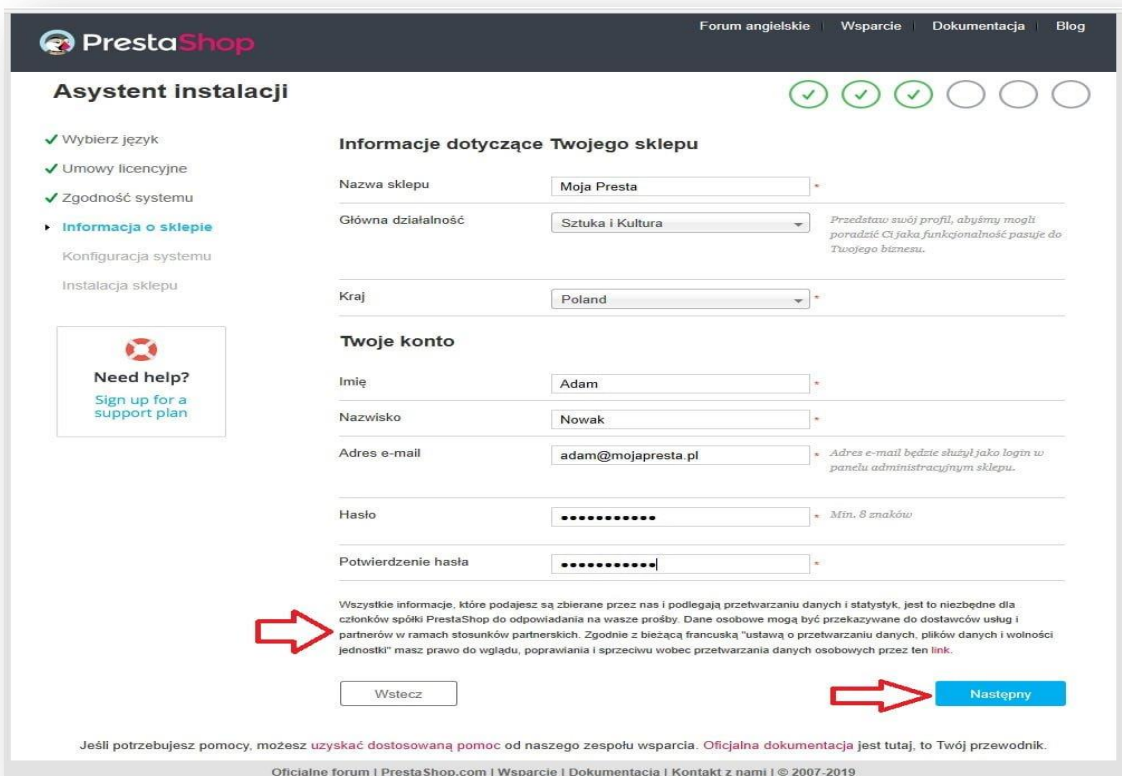 Forum angielskie Wsparcie Dokumentacja Blog
PrestaShop
Asystent instalacji
Wybierz język
Umowy licencyjne
Zgodność systemu
Informacja o sklepie
Konfiguracja systemu
Instalacja sklepu
Need help?
Sign up for a
support plan
Informacje dotyczące Twojego sklepu
Nazwa sklepu Moja Presta *
Główna działalność Sztuka i Kultura Przedstaw swój profil, abyśmy mogli
poradzić Ci jaka funkcjonalność pasuje do
Twojego biznesu.
Kraj Poland *
Twoje konto
Imię Adam *
Nazwisko Nowak *
Adres e-mail adam@mojapresta.pl * Adres e-mail będzie służył jako login w
panelu administracyjnym sklepu.
Hasło ●●●●●●●●●●● * Min. 8 znaków
Potwierdzenie hasła ●●●●●●●●●●● *
Wszystkie informacje, które podajesz są zbierane przez nas i podlegają przetwarzaniu danych i statystyk, jest to niezbędne dla
członków spółki PrestaShop do odpowiadania na wasze prośby. Dane osobowe mogą być przekazywane do dostawców usług i
partnerów w ramach stosunków partnerskich. Zgodnie z bieżącą francuską "ustawą o przetwarzaniu danych, plików danych i wolności
jednostki" masz prawo do wglądu, poprawiania i sprzeciwu wobec przetwarzania danych osobowych przez ten link.
Wstecz Następny
Jeśli potrzebujesz pomocy, możesz uzyskać dostosowaną pomoc od naszego zespołu wsparcia. Oficjalna dokumentacja jest tutaj, to Twój przewodnik.
Oficjalne forum | PrestaShop.com | Wsparcie | Dokumentacja | Kontakt z nami | © 2007-2019